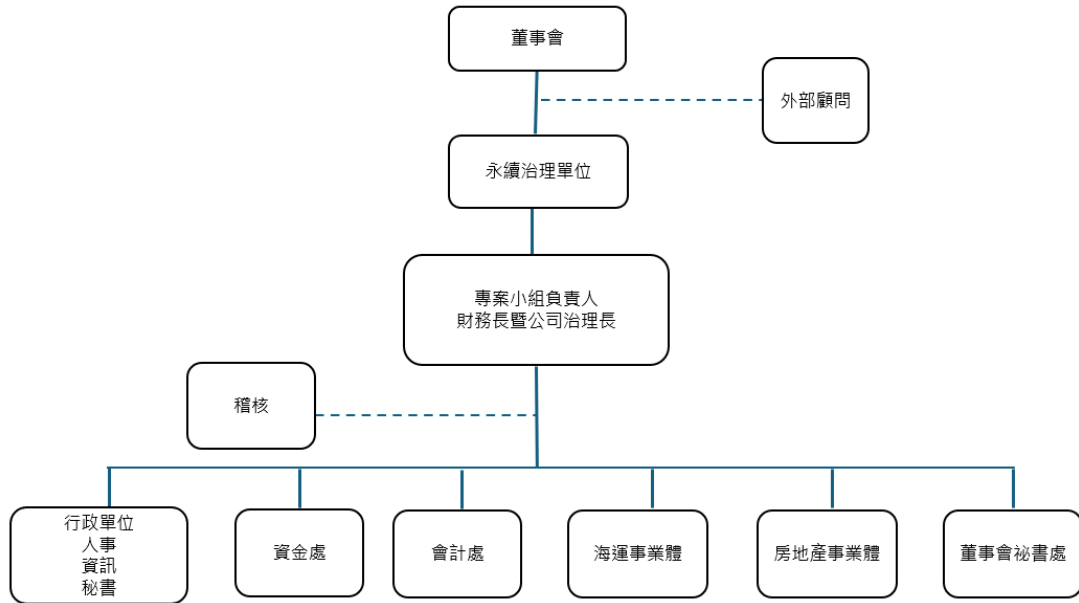 董事會
外部顧問
永續治理單位
專案小組負責人
財務長暨公司治理長
稽核
行政單位
人事
資訊
秘書
資金處
會計處
海運事業體
房地產事業體
董事會祕書處